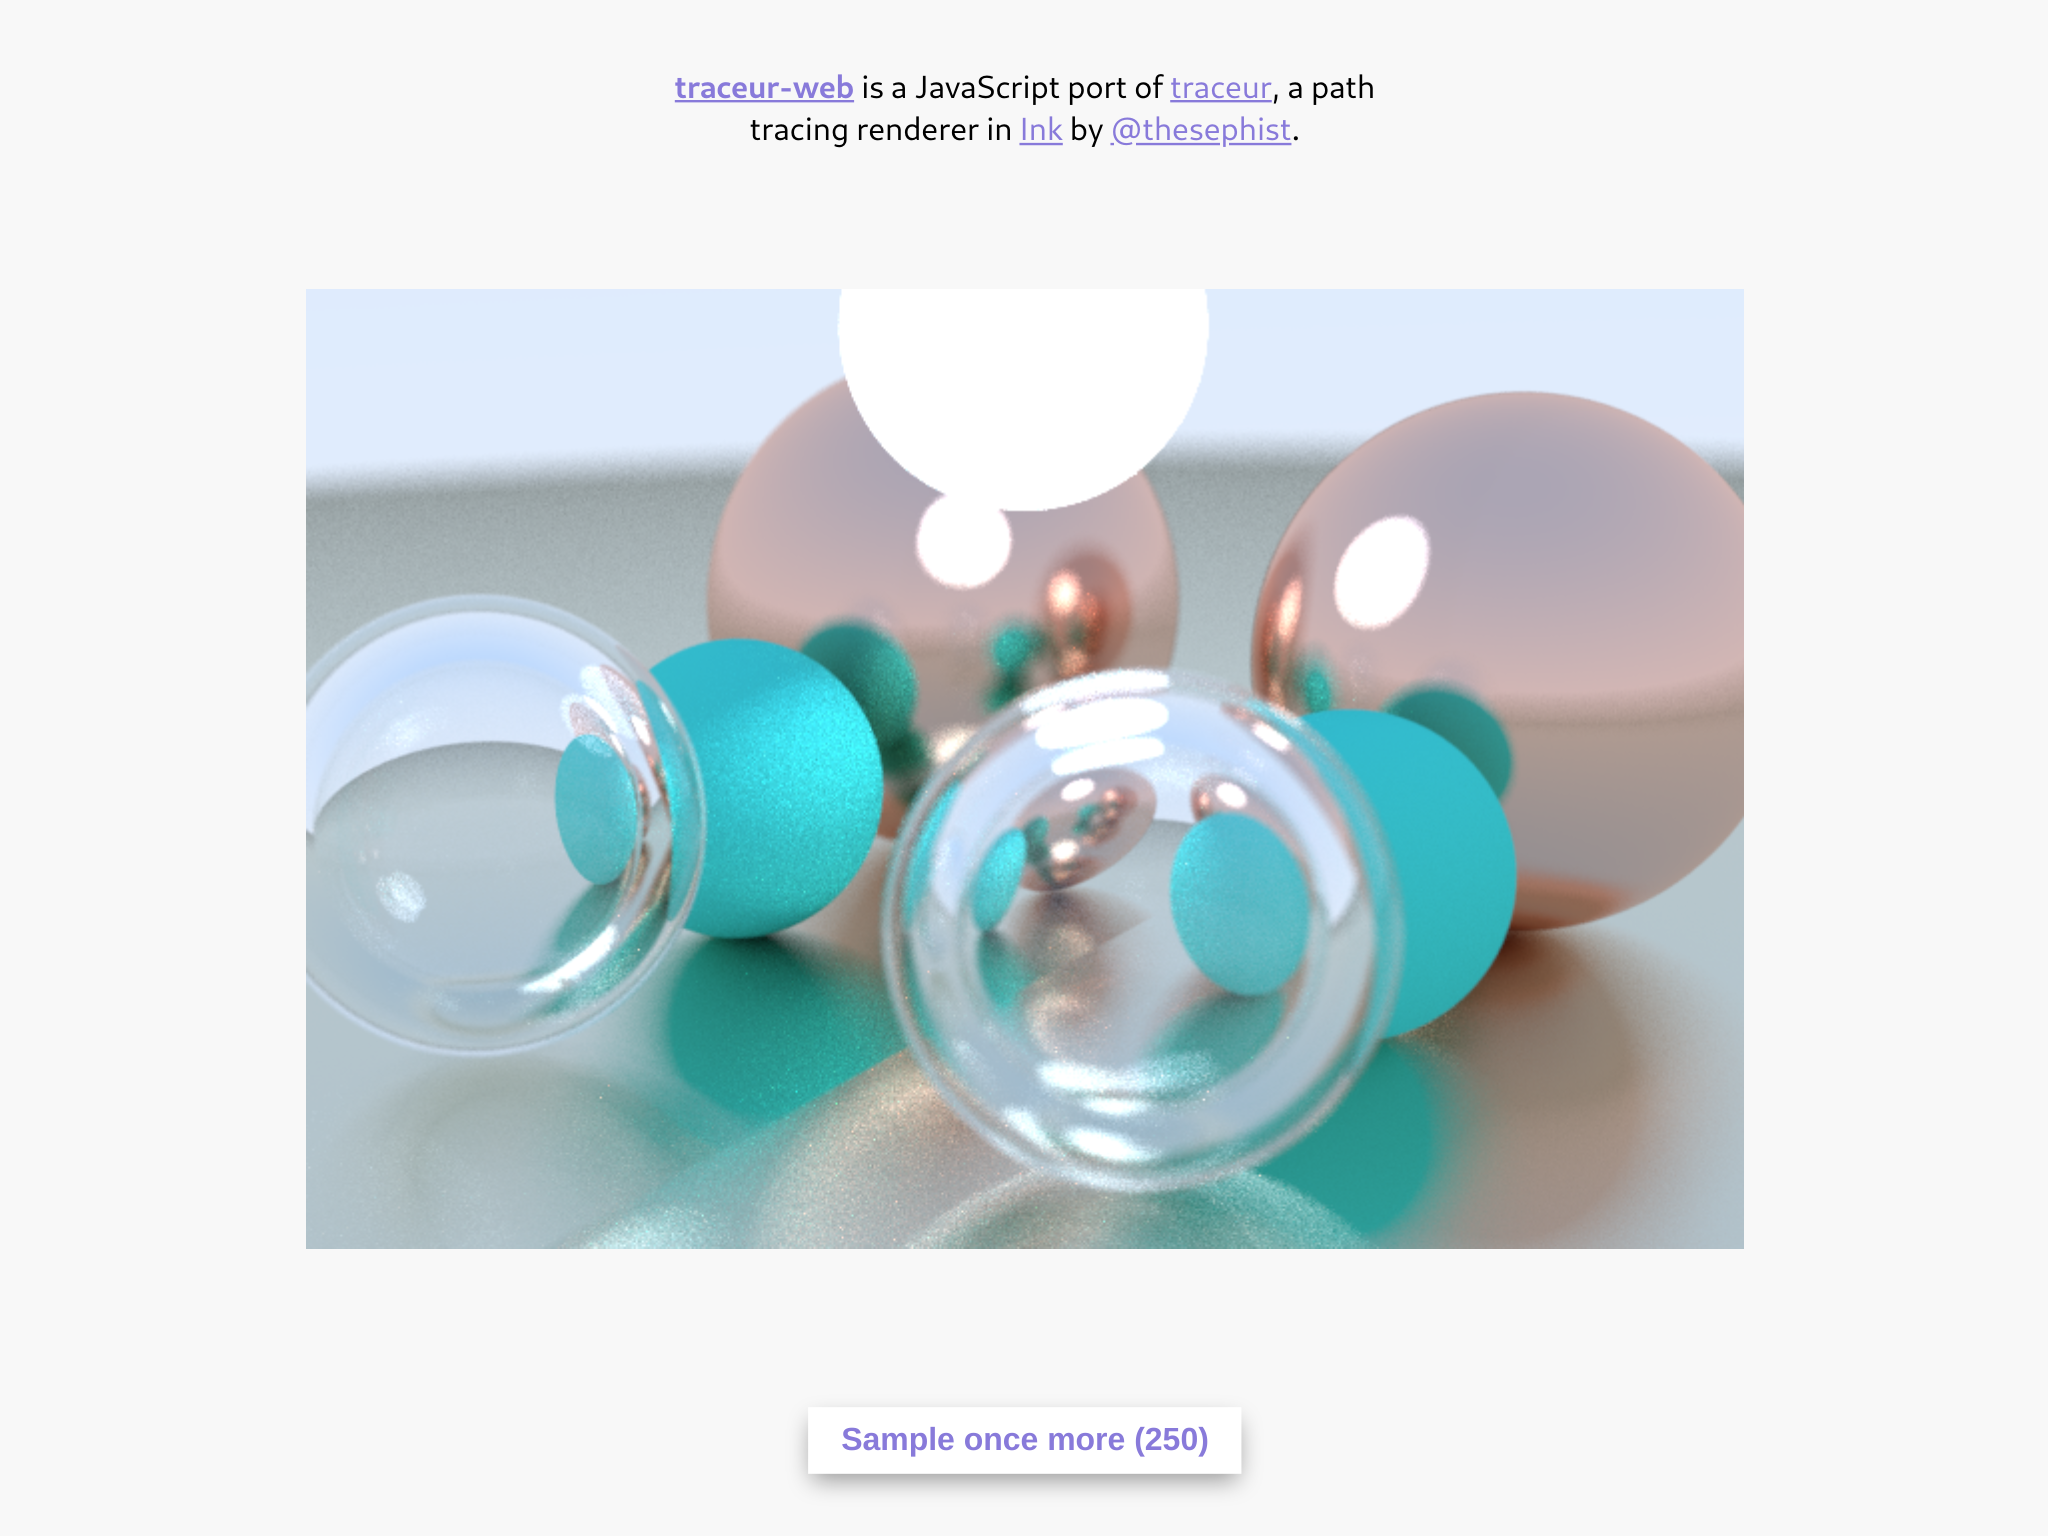 traceur-web is a JavaScript port of traceur, a path
tracing renderer in Ink by @thesephist.
Sample once more (250)